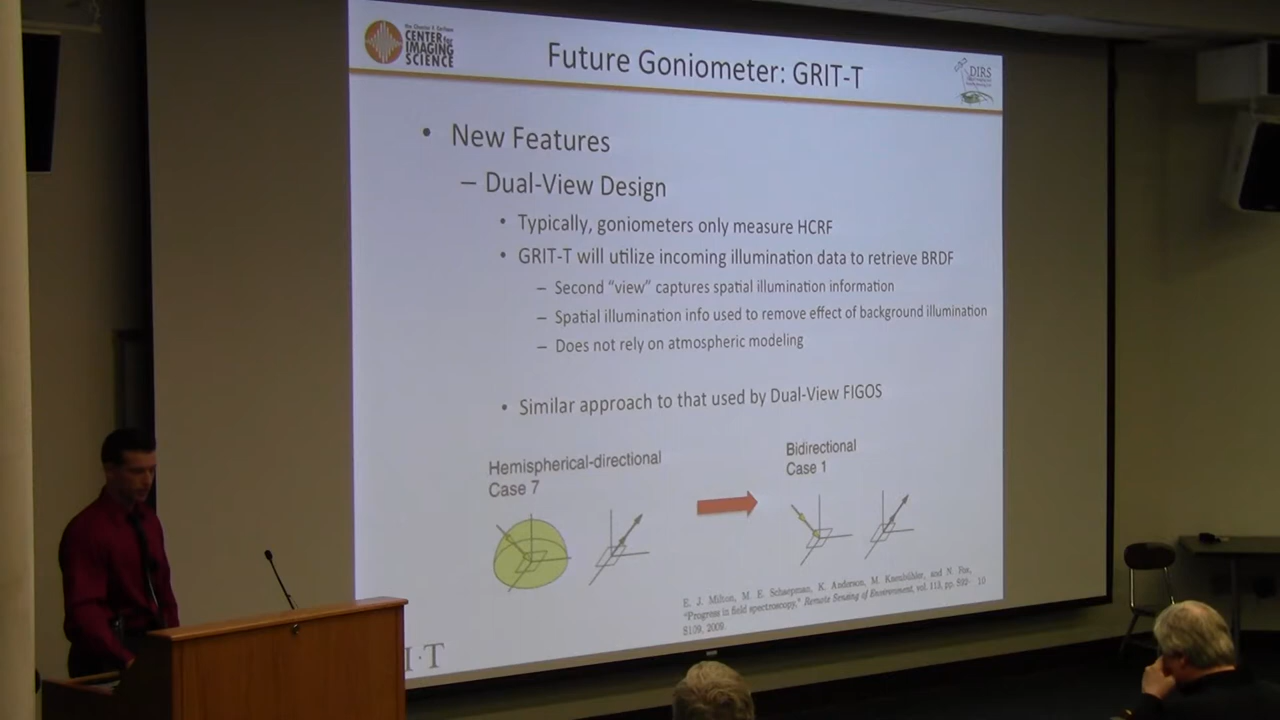 the Chester F. Carlson
CENTER for
IMAGING
SCIENCE
Future Goniometer: GRIT-T
DIRS
• New Features
– Dual-View Design
• Typically, goniometers only measure HCRF
• GRIT-T will utilize incoming illumination data to retrieve BRDF
– Second “view” captures spatial illumination information
– Spatial illumination info used to remove effect of background illumination
– Does not rely on atmospheric modeling
• Similar approach to that used by Dual-View FIGOS
Hemispherical-directional
Case 7
Bidirectional
Case 1
E. J. Milton, M. E. Schaepman, K. Anderson, M. Kneubühler, and N. Fox,
“Progress in field spectroscopy,” Remote Sensing of Environment, vol. 113, pp. S92–
S109, 2009.
10
I·T